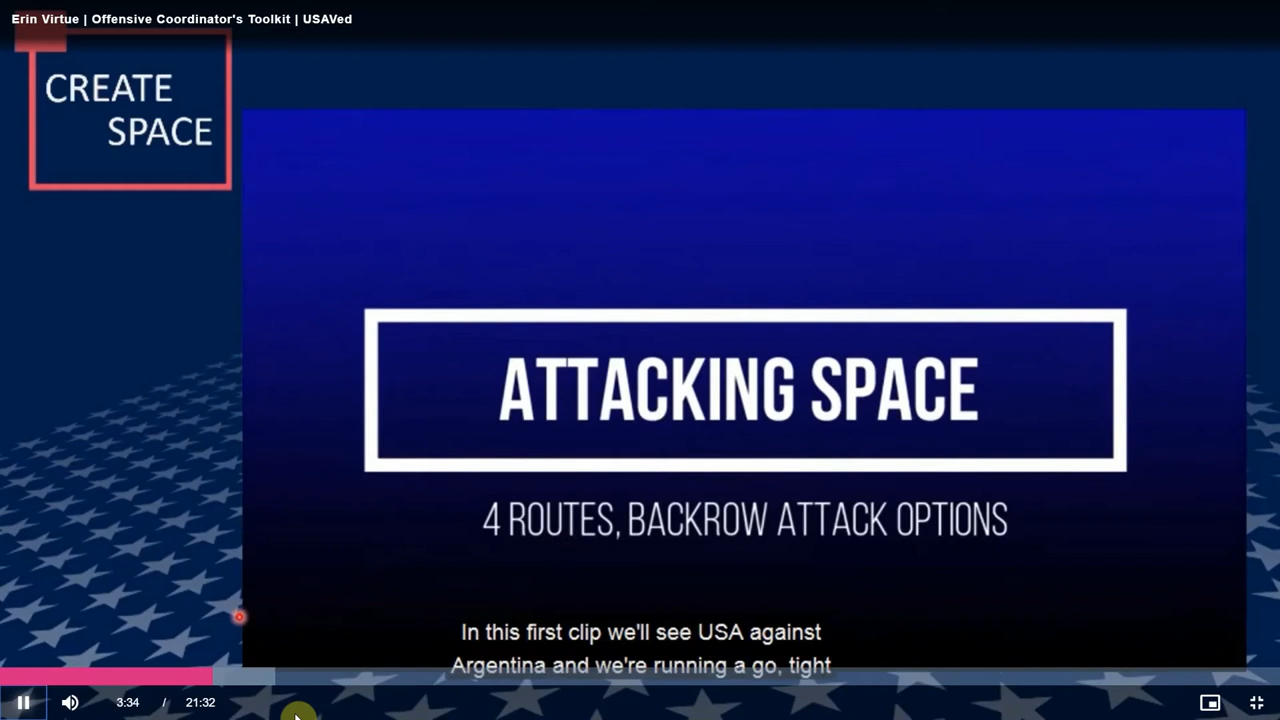 Erin Virtue | Offensive Coordinator's Toolkit | USAVed
CREATE
SPACE
ATTACKING SPACE
4 ROUTES, BACKROW ATTACK OPTIONS
In this first clip we'll see USA against
Argentina and we're running a go, tight
3:34 / 21:32